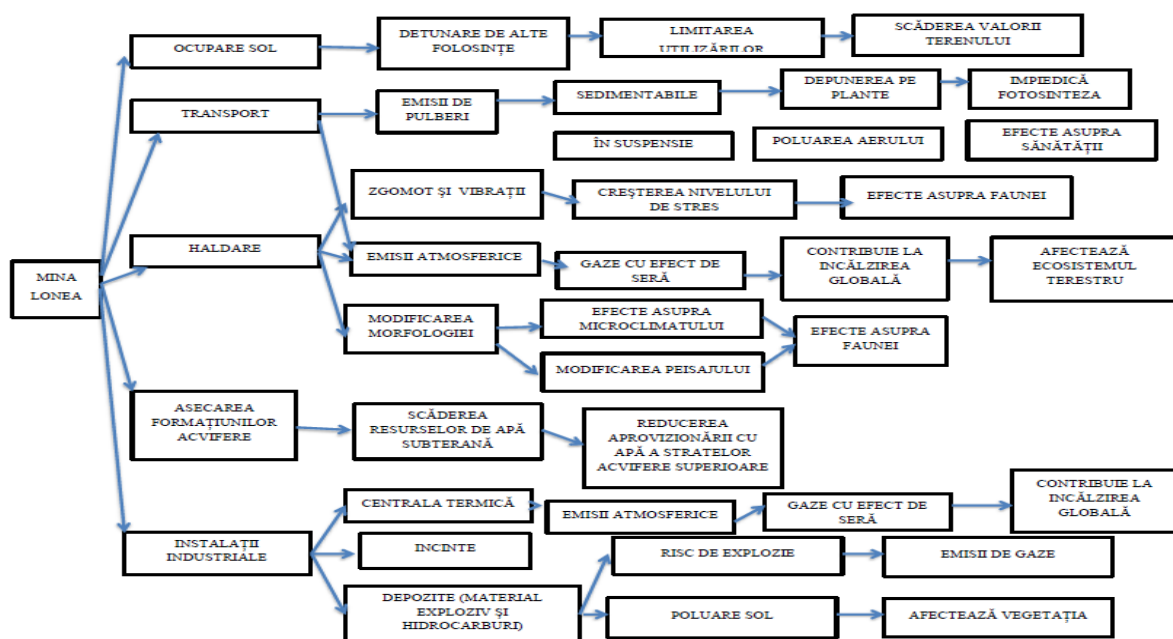 OCUPARE SOL
DETUNARE DE ALTE
FOLOSINȚE
LIMITAREA
UTILIZĂRILOR
SCĂDEREA VALORII
TERENULUI
TRANSPORT
EMISII DE
PULBERI
SEDIMENTABILE
DEPUNEREA PE
PLANTE
IMPIEDICĂ
FOTOSINTEZA
ÎN SUSPENSIE
POLUAREA AERULUI
EFECTE ASUPRA
SĂNĂTĂȚII
ZGOMOT ŞI VIBRAȚII
CREȘTEREA NIVELULUI
DE STRES
EFECTE ASUPRA FAUNEI
HALDARE
EMISII ATMOSFERICE
GAZE CU EFECT DE
SERĂ
CONTRIBUIE LA
INCĂLZIREA
GLOBALĂ
AFECTEAZĂ
ECOSISTEMUL
TERESTRU
MINA
LONEA
MODIFICAREA
MORFOLOGIEI
EFECTE ASUPRA
MICROCLIMATULUI
EFECTE ASUPRA
FAUNEI
MODIFICAREA PEISAJULUI
ASECAREA
FORMAȚIUNILOR
ACVIFERE
SCĂDEREA
RESURSELOR DE APĂ
SUBTERANĂ
REDUCEREA
APROVIZIONĂRII CU
APĂ A STRATELOR
ACVIFERE SUPERIOARE
CENTRALA TERMICĂ
EMISII ATMOSFERICE
GAZE CU EFECT DE
SERĂ
CONTRIBUIE LA
INCĂLZIREA
GLOBALĂ
INSTALAȚII
INDUSTRIALE
INCINTE
RISC DE EXPLOZIE
EMISII DE GAZE
DEPOZITE (MATERIAL
EXPLOZIV ŞI
HIDROCARBURI)
POLUARE SOL
AFECTEAZĂ VEGETAȚIA